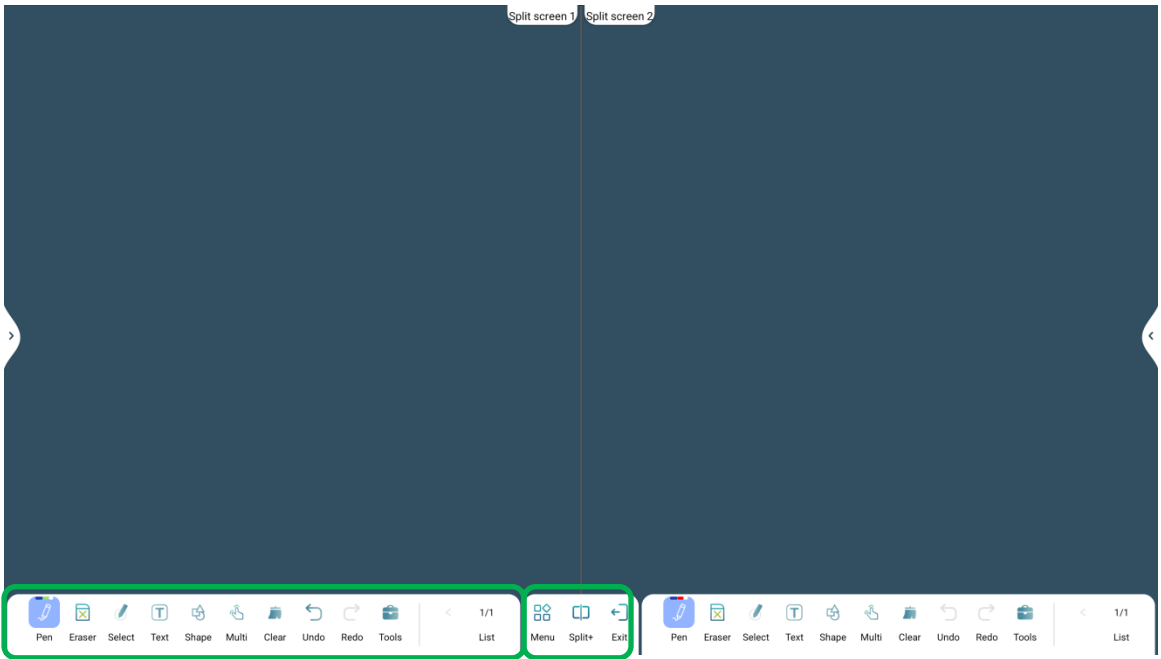 Split screen 1 Split screen 2
1/1 1/1
Pen Eraser Select Text Shape Multi Clear Undo Redo Tools List Menu Split+ Exit Pen Eraser Select Text Shape Multi Clear Undo Redo Tools List